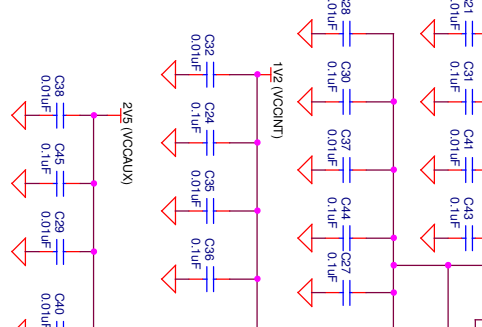 2V5 (VCCAUX)
C38
0.01uF
C45
0.1uF
C29
0.01uF
C40
0.01uF
1V2 (VCCINT)
C32
0.01uF
C24
0.1uF
C35
0.01uF
C36
0.1uF
C28
.01uF
C30
0.1uF
C37
0.01uF
C44
0.1uF
C27
0.1uF
C21
.01uF
C31
0.1uF
C41
0.01uF
C43
0.1uF